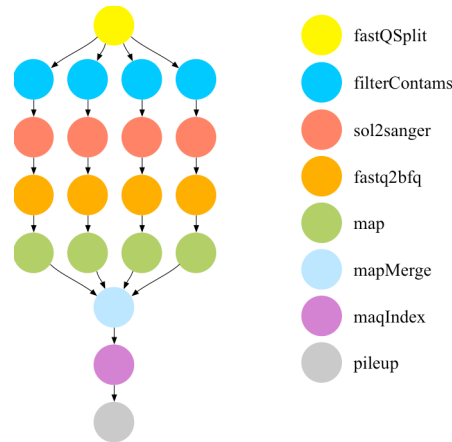 fastQSplit
filterContams
sol2sanger
fastq2bfq
map
mapMerge
maqIndex
pileup